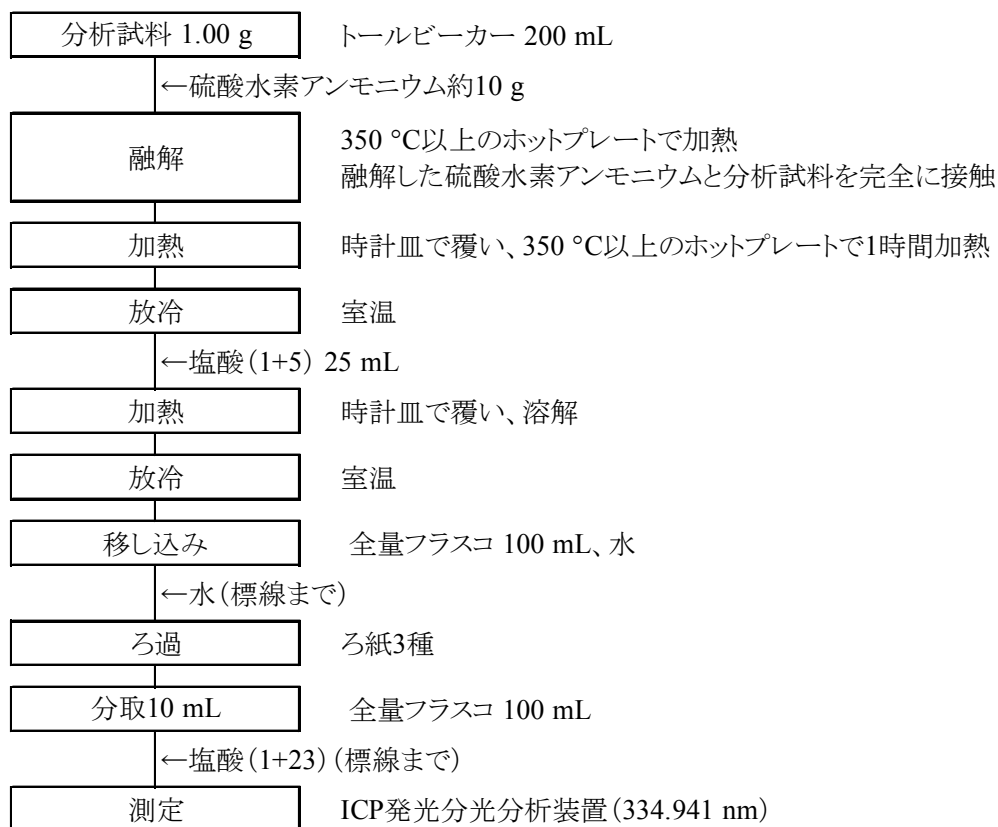 分析試料 1.00 g トールビーカー 200 mL
←硫酸水素アンモニウム約10 g
融解 350 °C以上のホットプレートで加熱
融解した硫酸水素アンモニウムと分析試料を完全に接触
加熱 時計皿で覆い、350 °C以上のホットプレートで1時間加熱
放冷 室温
←塩酸(1+5) 25 mL
加熱 時計皿で覆い、溶解
放冷 室温
移し込み 全量フラスコ 100 mL、水
←水(標線まで)
ろ過 ろ紙3種
分取10 mL 全量フラスコ 100 mL
←塩酸(1+23)(標線まで)
測定 ICP発光分光分析装置(334.941 nm)